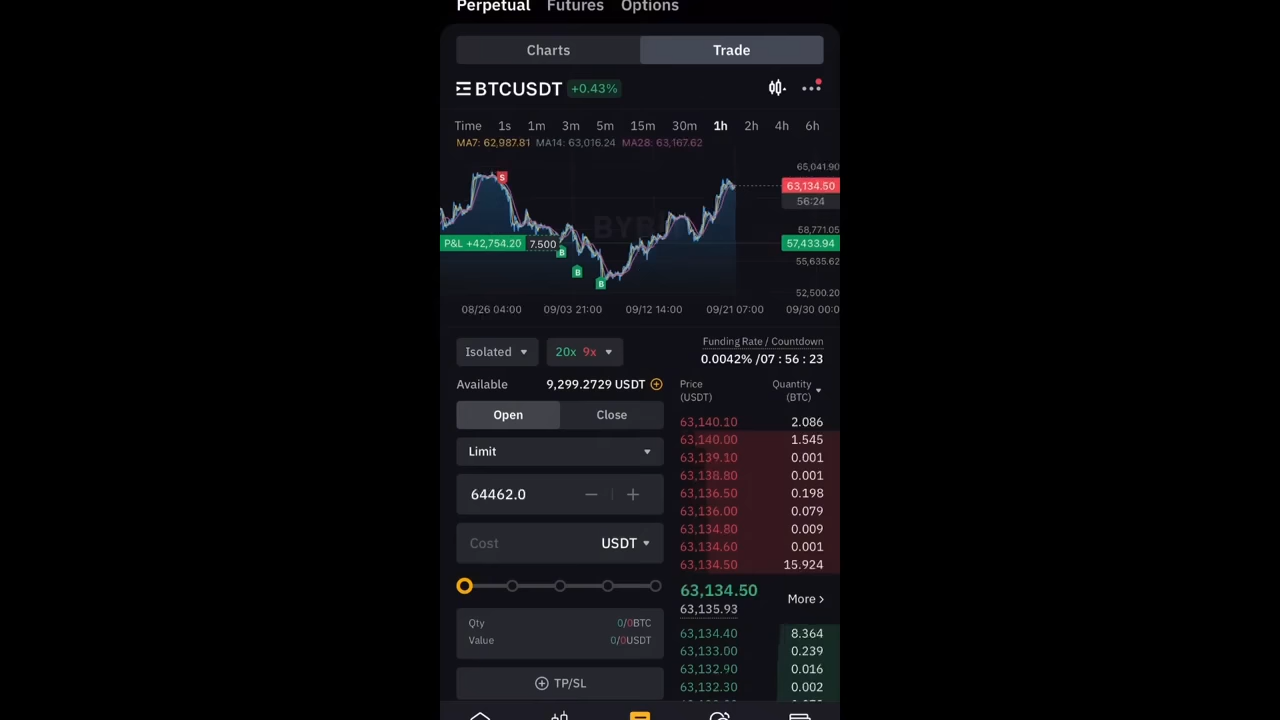 Perpetual Futures Options
Charts Trade
BTCUSDT +0.43%
Time 1s 1m 3m 5m 15m 30m 1h 2h 4h 6h
MA7: 62,987.81 MA14: 63,016.24 MA28: 63,167.62
65,041.90
S
63,134.50
56:24
BYB
58,771.05
P&L +42,754.20 7.500
57,433.94
B
55,635.62
B
B
52,500.20
08/26 04:00 09/03 21:00 09/12 14:00 09/21 07:00 09/30 00:0
Isolated 20x 9x
Funding Rate / Countdown
0.0042% /07 : 56 : 23
Available 9,299.2729 USDT
Open Close
Limit
64462.0
Cost USDT
Qty 0/0BTC
Value 0/0USDT
TP/SL
Price Quantity
(USDT) (BTC)
63,140.10 2.086
63,140.00 1.545
63,139.10 0.001
63,138.80 0.001
63,136.50 0.198
63,136.00 0.079
63,134.80 0.009
63,134.60 0.001
63,134.50 15.924
63,134.50
63,135.93
More >
63,134.40 8.364
63,133.00 0.239
63,132.90 0.016
63,132.30 0.002